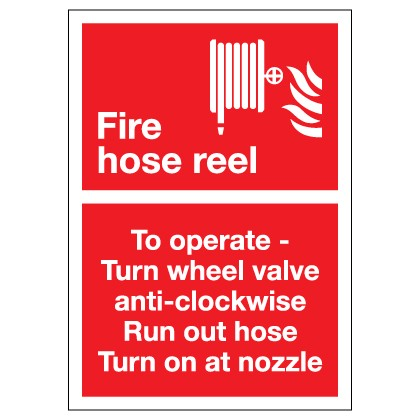 Fire
hose reel
To operate -
Turn wheel valve
anti-clockwise
Run out hose
Turn on at nozzle